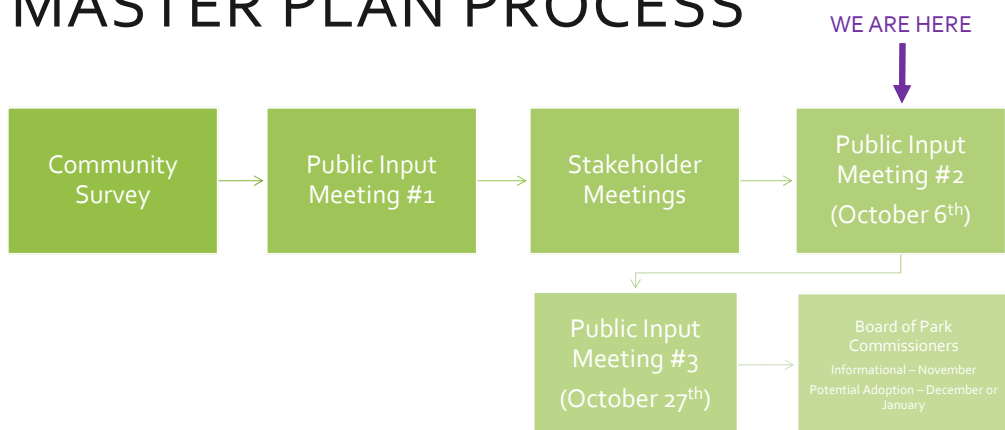 MASTER PLAN PROCESS
WE ARE HERE
Community
Survey
Public Input
Meeting #1
Stakeholder
Meetings
Public Input
Meeting #2
(October 6th)
Public Input
Meeting #3
(October 27th)
Board of Park
Commissioners
Informational – November
Potential Adoption – December or
January